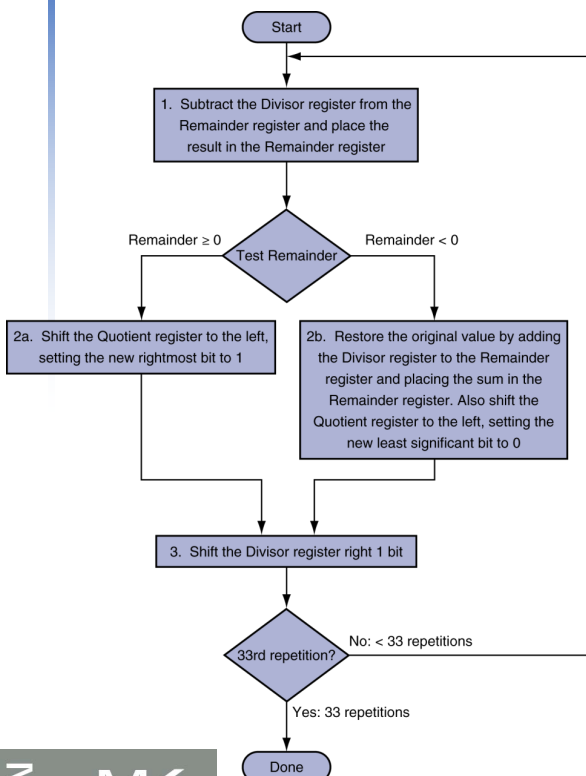 Start
1. Subtract the Divisor register from the
Remainder register and place the
result in the Remainder register
Remainder ≥ 0
Remainder < 0
Test Remainder
2a. Shift the Quotient register to the left,
setting the new rightmost bit to 1
2b. Restore the original value by adding
the Divisor register to the Remainder
register and placing the sum in the
Remainder register. Also shift the
Quotient register to the left, setting the
new least significant bit to 0
3. Shift the Divisor register right 1 bit
33rd repetition?
No: < 33 repetitions
Yes: 33 repetitions
Done